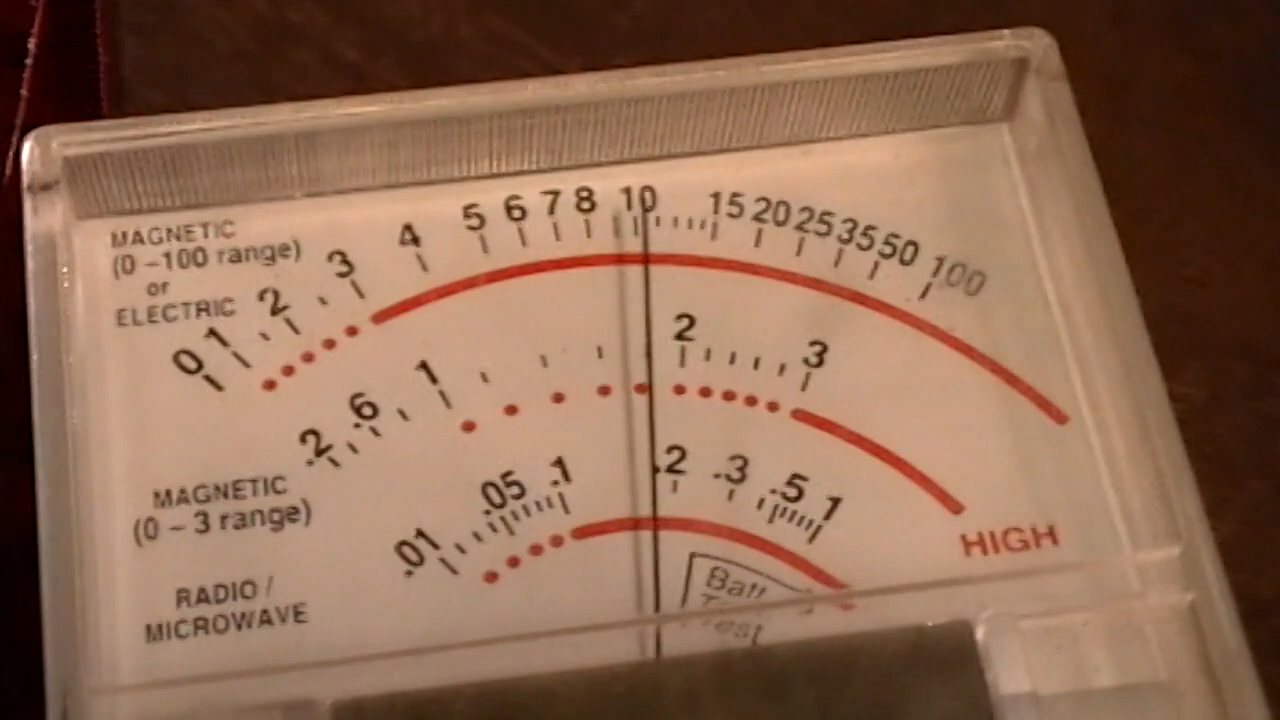 MAGNETIC
(0 – 100 range)
or
ELECTRIC
0 1 2 3 4 5 6 7 8 10 15 20 25 35 50 100
.2 .6 1 2 3
MAGNETIC
(0 – 3 range)
.01 .05 .1 .2 .3 .5 1
HIGH
RADIO /
MICROWAVE
Batt
Test